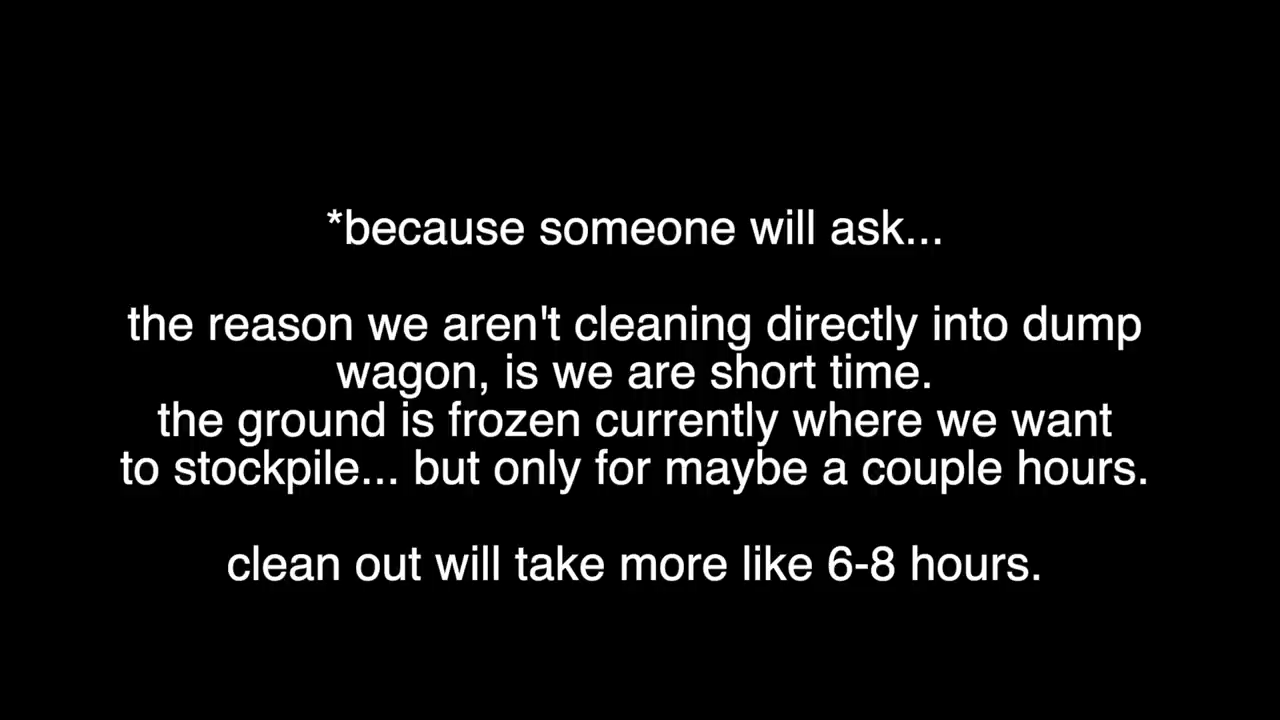 *because someone will ask...
the reason we aren't cleaning directly into dump
wagon, is we are short time.
the ground is frozen currently where we want
to stockpile... but only for maybe a couple hours.
clean out will take more like 6-8 hours.